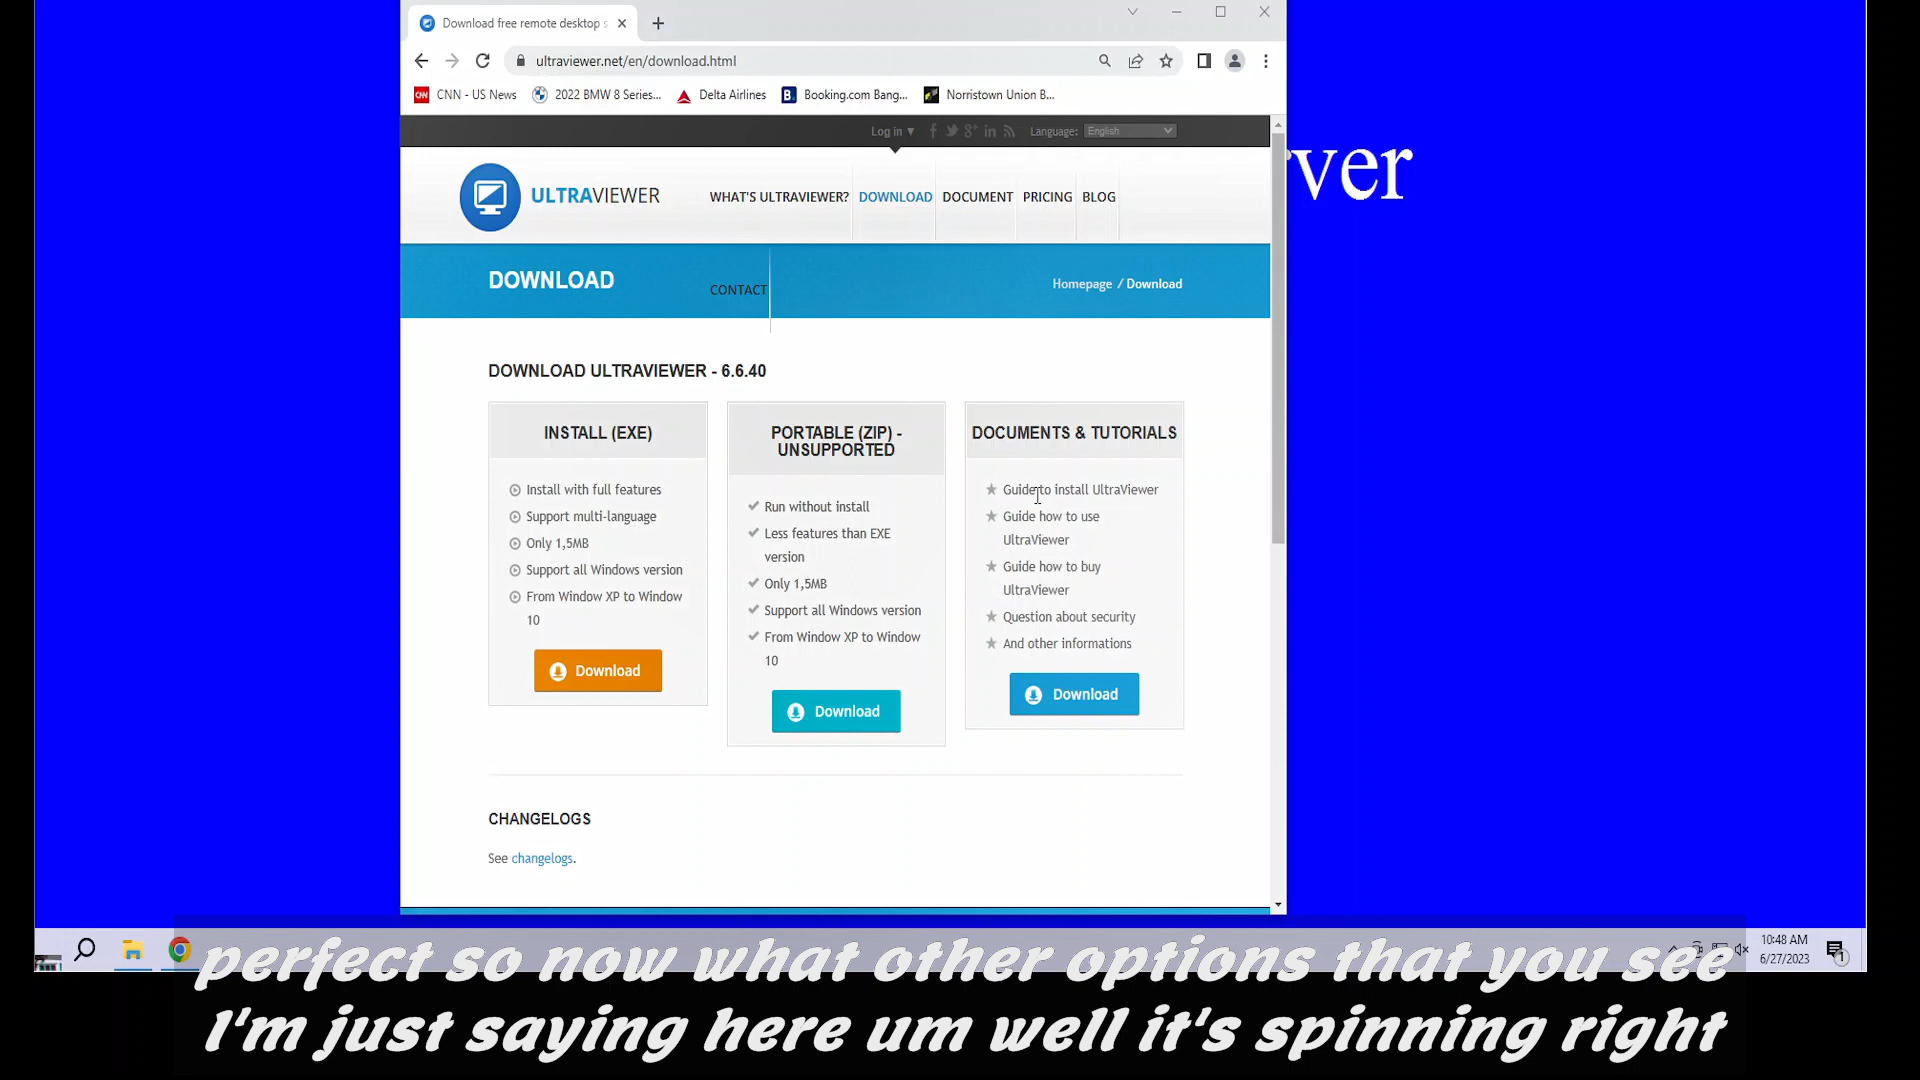 Download free remote desktop s
ultraviewer.net/en/download.html
CNN - US News
2022 BMW 8 Series...
Delta Airlines
Booking.com Bang...
Norristown Union B...
Log in
Language: English
ULTRAVIEWER
WHAT'S ULTRAVIEWER? DOWNLOAD DOCUMENT PRICING BLOG
CONTACT
ver
DOWNLOAD
Homepage / Download
DOWNLOAD ULTRAVIEWER - 6.6.40
INSTALL (EXE)
Install with full features
Support multi-language
Only 1,5MB
Support all Windows version
From Window XP to Window
10
Download
PORTABLE (ZIP) -
UNSUPPORTED
Run without install
Less features than EXE
version
Only 1,5MB
Support all Windows version
From Window XP to Window
10
Download
DOCUMENTS & TUTORIALS
Guide to install UltraViewer
Guide how to use
UltraViewer
Guide how to buy
UltraViewer
Question about security
And other informations
Download
CHANGELOGS
See changelogs.
10:48 AM
6/27/2023
1
perfect so now what other options that you see
I'm just saying here um well it's spinning right